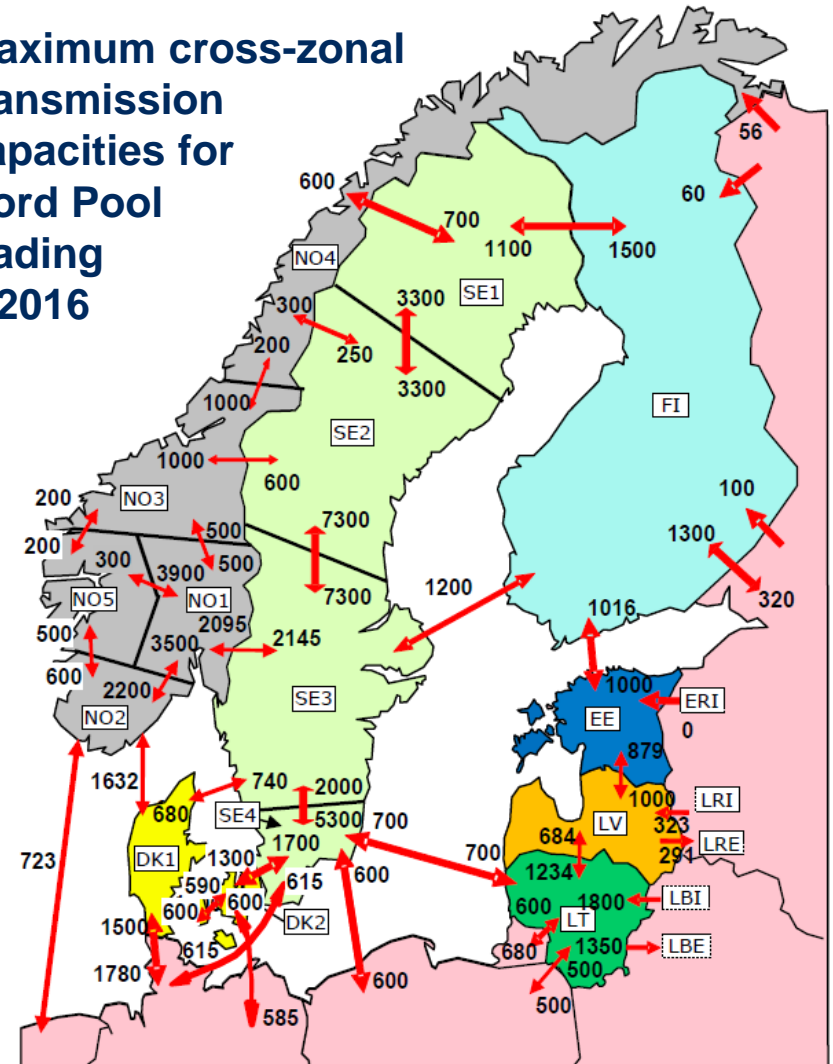 aximum cross-zonal
ansmission
apacities for
ord Pool
ading
2016
56
600
60
700
1100
1500
NO4
SE1
300
3300
200
250
3300
1000
FI
SE2
1000
600
100
200
NO3
500
7300
1300
200
300
3900
500
NO5
NO1
7300
1200
320
1016
2095
500
3500
2145
600
2200
1000
ERI
SE3
EE
0
NO2
879
1632
740
2000
1000
LRI
680
SE4
5300
700
LV
323
684
LRE
1700
291
DK1
1300
700
723
600
1234
590
615
600
1800
LBI
600
600
LT
DK2
1500
1350
LBE
615
680
500
1780
600
500
585